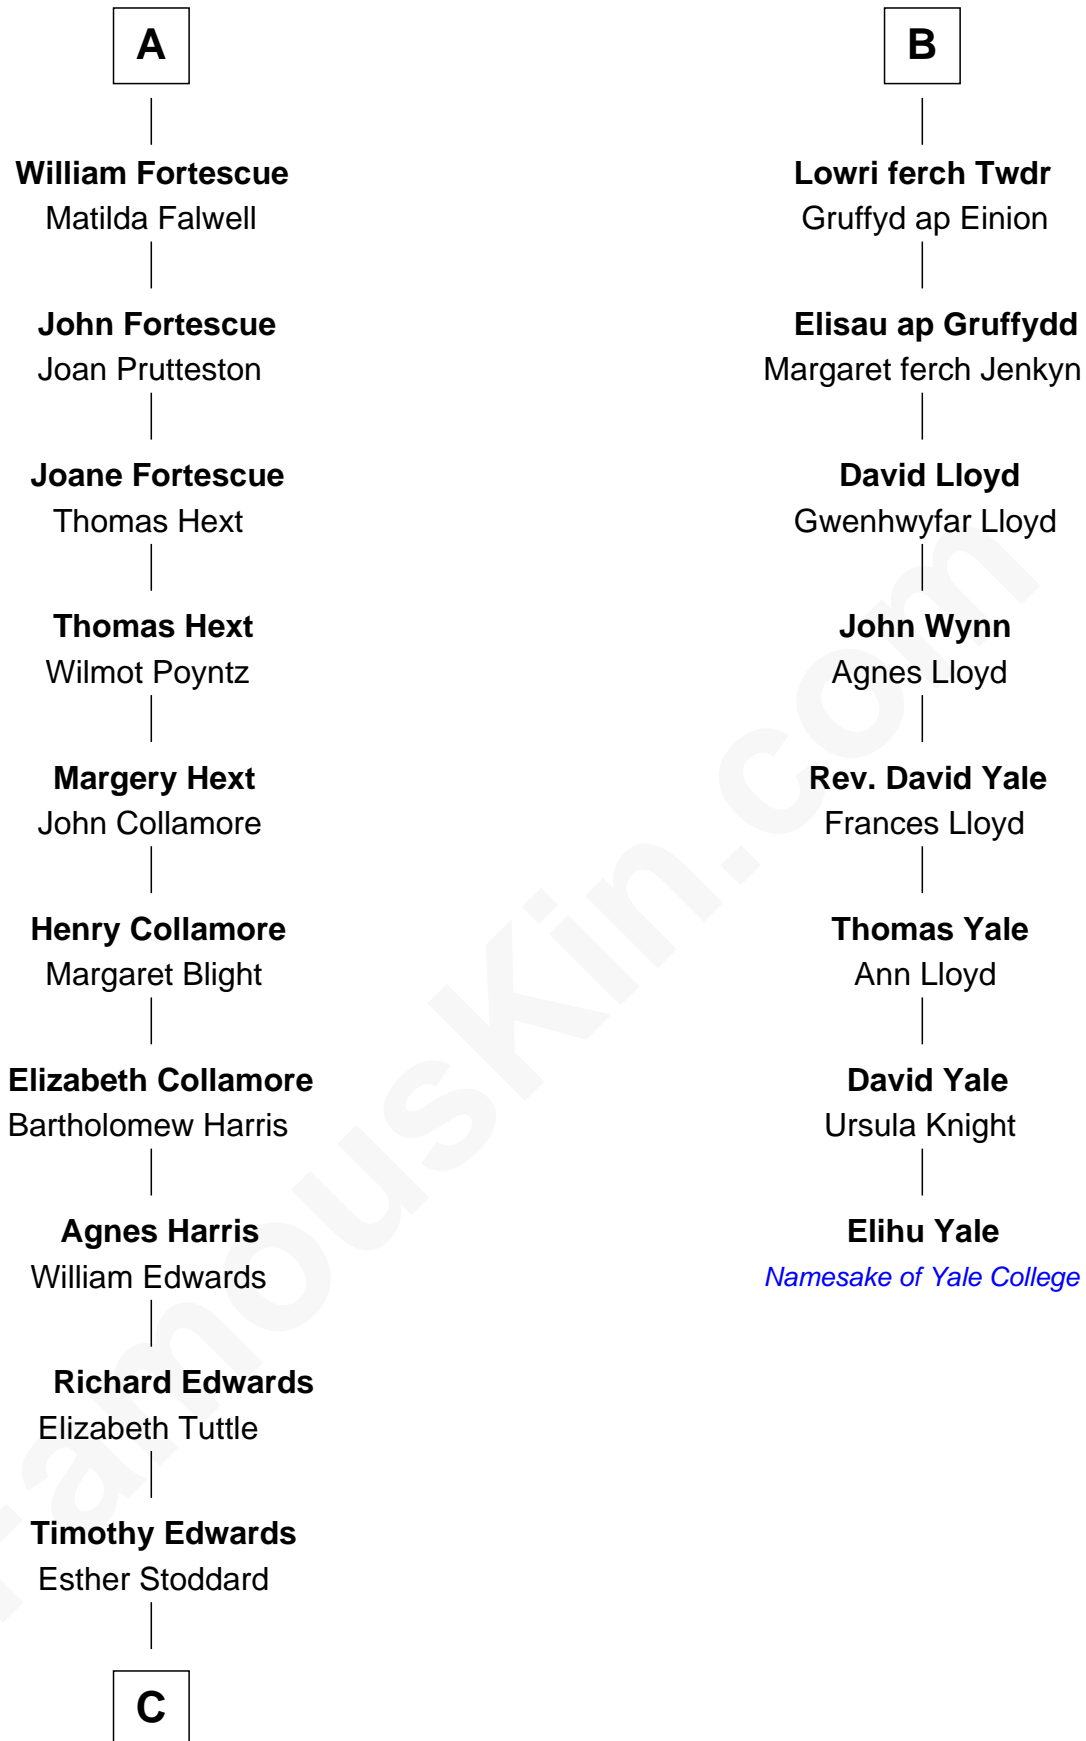 A
William Fortescue
Matilda Falwell
John Fortescue
Joan Prutteston
Joane Fortescue
Thomas Hext
Thomas Hext
Wilmot Poyntz
Margery Hext
John Collamore
Henry Collamore
Margaret Blight
Elizabeth Collamore
Bartholomew Harris
Agnes Harris
William Edwards
Richard Edwards
Elizabeth Tuttle
Timothy Edwards
Esther Stoddard
C
B
Lowri ferch Twdr
Gruffyd ap Einion
Elisau ap Gruffydd
Margaret ferch Jenkyn
David Lloyd
Gwenhwyfar Lloyd
John Wynn
Agnes Lloyd
Rev. David Yale
Frances Lloyd
Thomas Yale
Ann Lloyd
David Yale
Ursula Knight
Elihu Yale
Namesake of Yale College
FamousKin.com